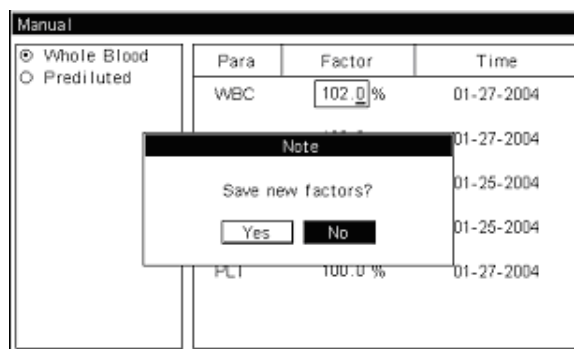 Manual
Whole Blood
Prediluted
Para Factor Time
WBC 102.0 % 01-27-2004
01-27-2004
Note
Save new factors?
01-25-2004
Yes No
01-25-2004
PLT 100.0 % 01-27-2004